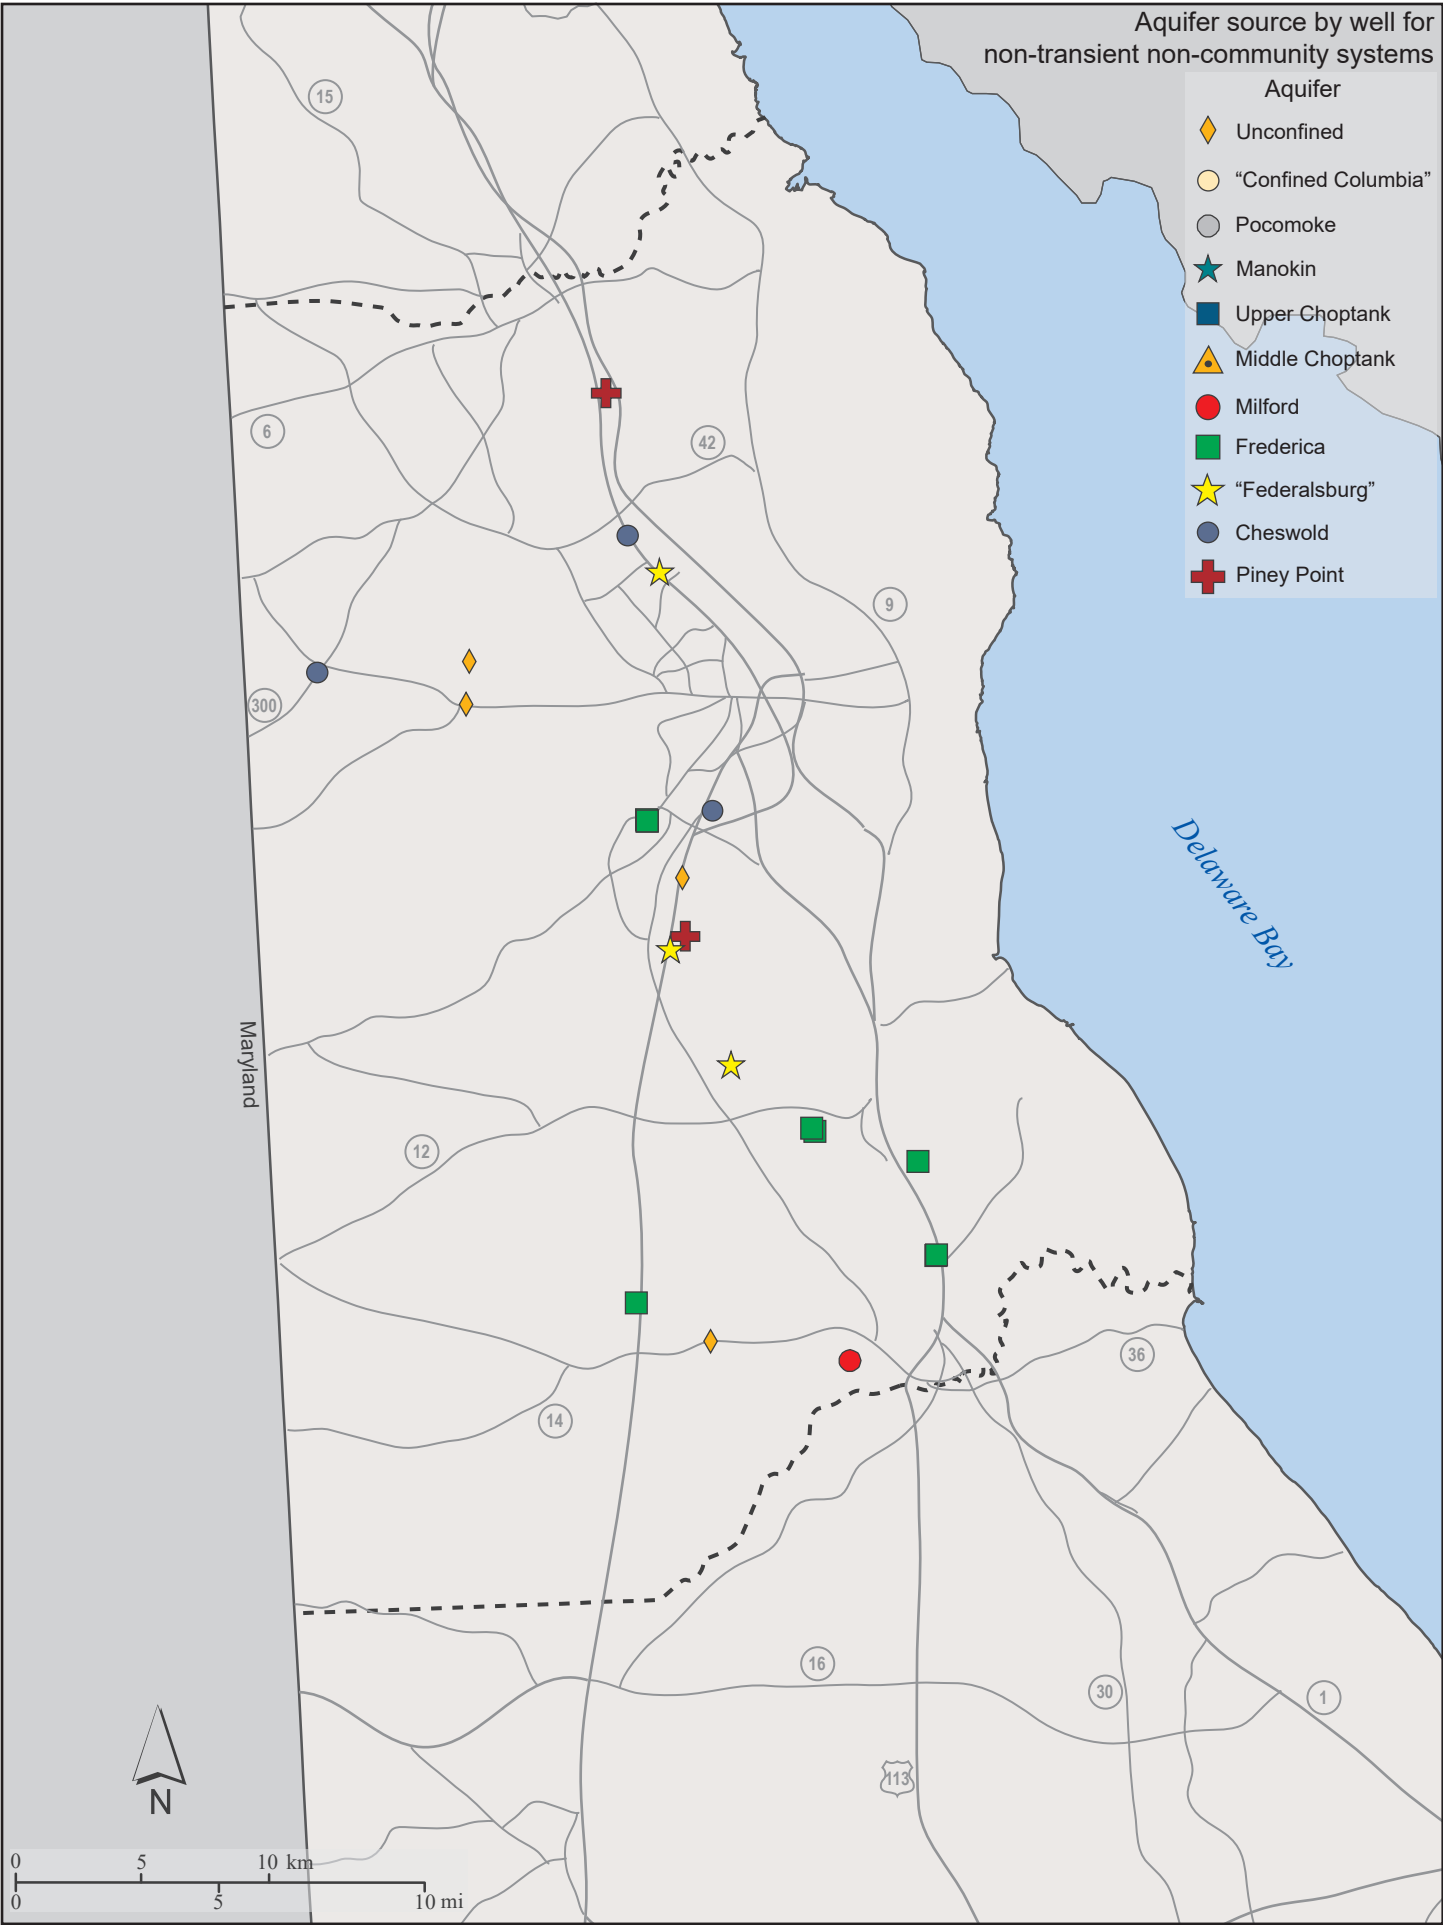 Aquifer source by well for
non-transient non-community systems
Aquifer
Unconfined
“Confined Columbia”
Pocomoke
Manokin
Upper Choptank
Middle Choptank
Milford
Frederica
“Federalsburg”
Cheswold
Piney Point
15
6
42
9
300
Delaware Bay
Maryland
12
36
14
16
30
1
113
N
0 5 10 km
0 5 10 mi